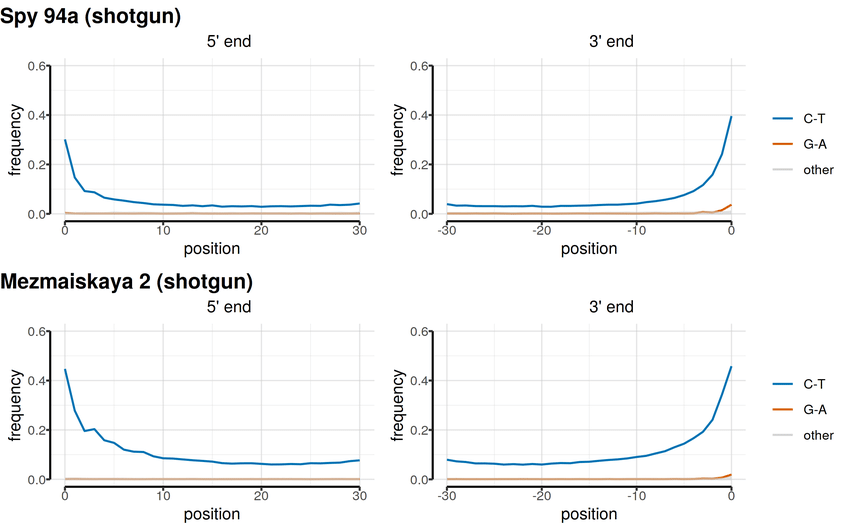 Spy 94a (shotgun)
5' end
3' end
frequency
0.6
0.4
0.2
0.0
0 10 20 30
position
frequency
0.6
0.4
0.2
0.0
-30 -20 -10 0
position
C-T
G-A
other
Mezmaiskaya 2 (shotgun)
5' end
3' end
frequency
0.6
0.4
0.2
0.0
0 10 20 30
position
frequency
0.6
0.4
0.2
0.0
-30 -20 -10 0
position
C-T
G-A
other